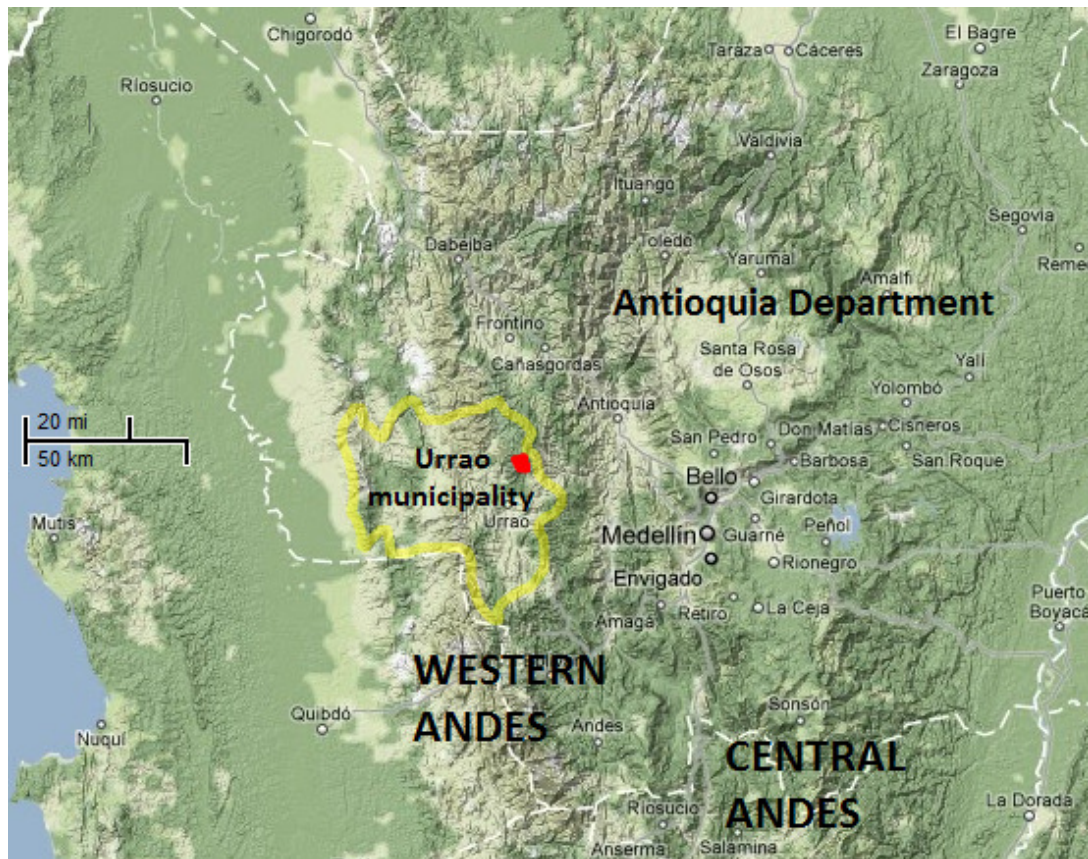 Chigorodó
El Bagre
Taraza
Cáceres
Zaragoza
Ríosucio
Valdivia
Ituango
Segovia
Dabeiba
Toledo
Yarumal
Reme
Amalfi
Antioquia Department
Frontino
Cañasgordas
Santa Rosa
de Osos
Yalí
Yolombó
Antioquia
20 mi
50 km
San Pedro
Don Matías
Cisneros
Urrao
municipality
Barbosa
San Roque
Bello
Girardota
Mutis
Urrao
Medellín
Guarne
Peñol
Envigado
Rionegro
Puerto
Boyacá
Amagá
Retiro
La Ceja
WESTERN
ANDES
Quibdó
Nuquí
Andes
Sonsón
CENTRAL
ANDES
Ríosucio
La Dorada
Anserma
Salamina